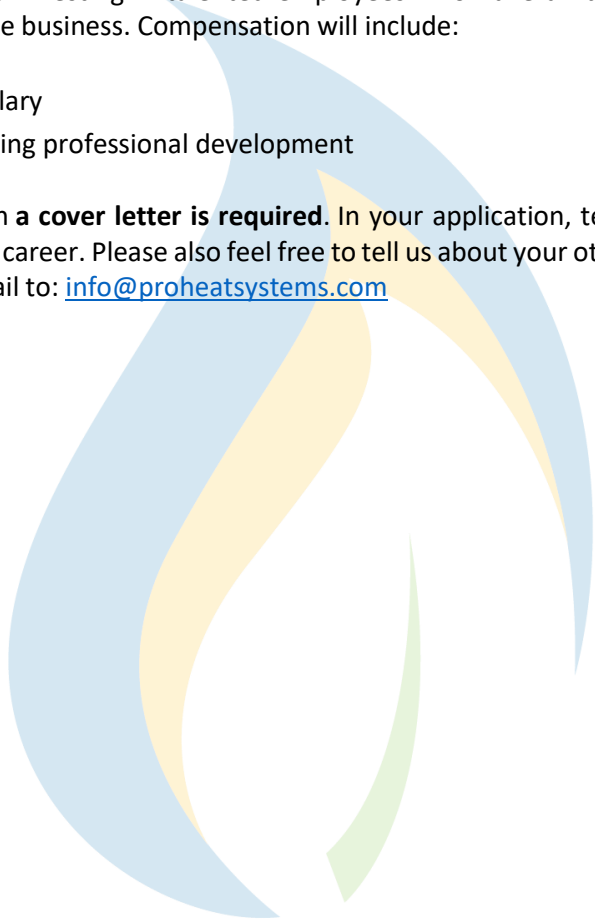 e business. Compensation will include:
lary
ing professional development
a cover letter is required. In your application, te
career. Please also feel free to tell us about your ot
ail to: info@proheatsystems.com